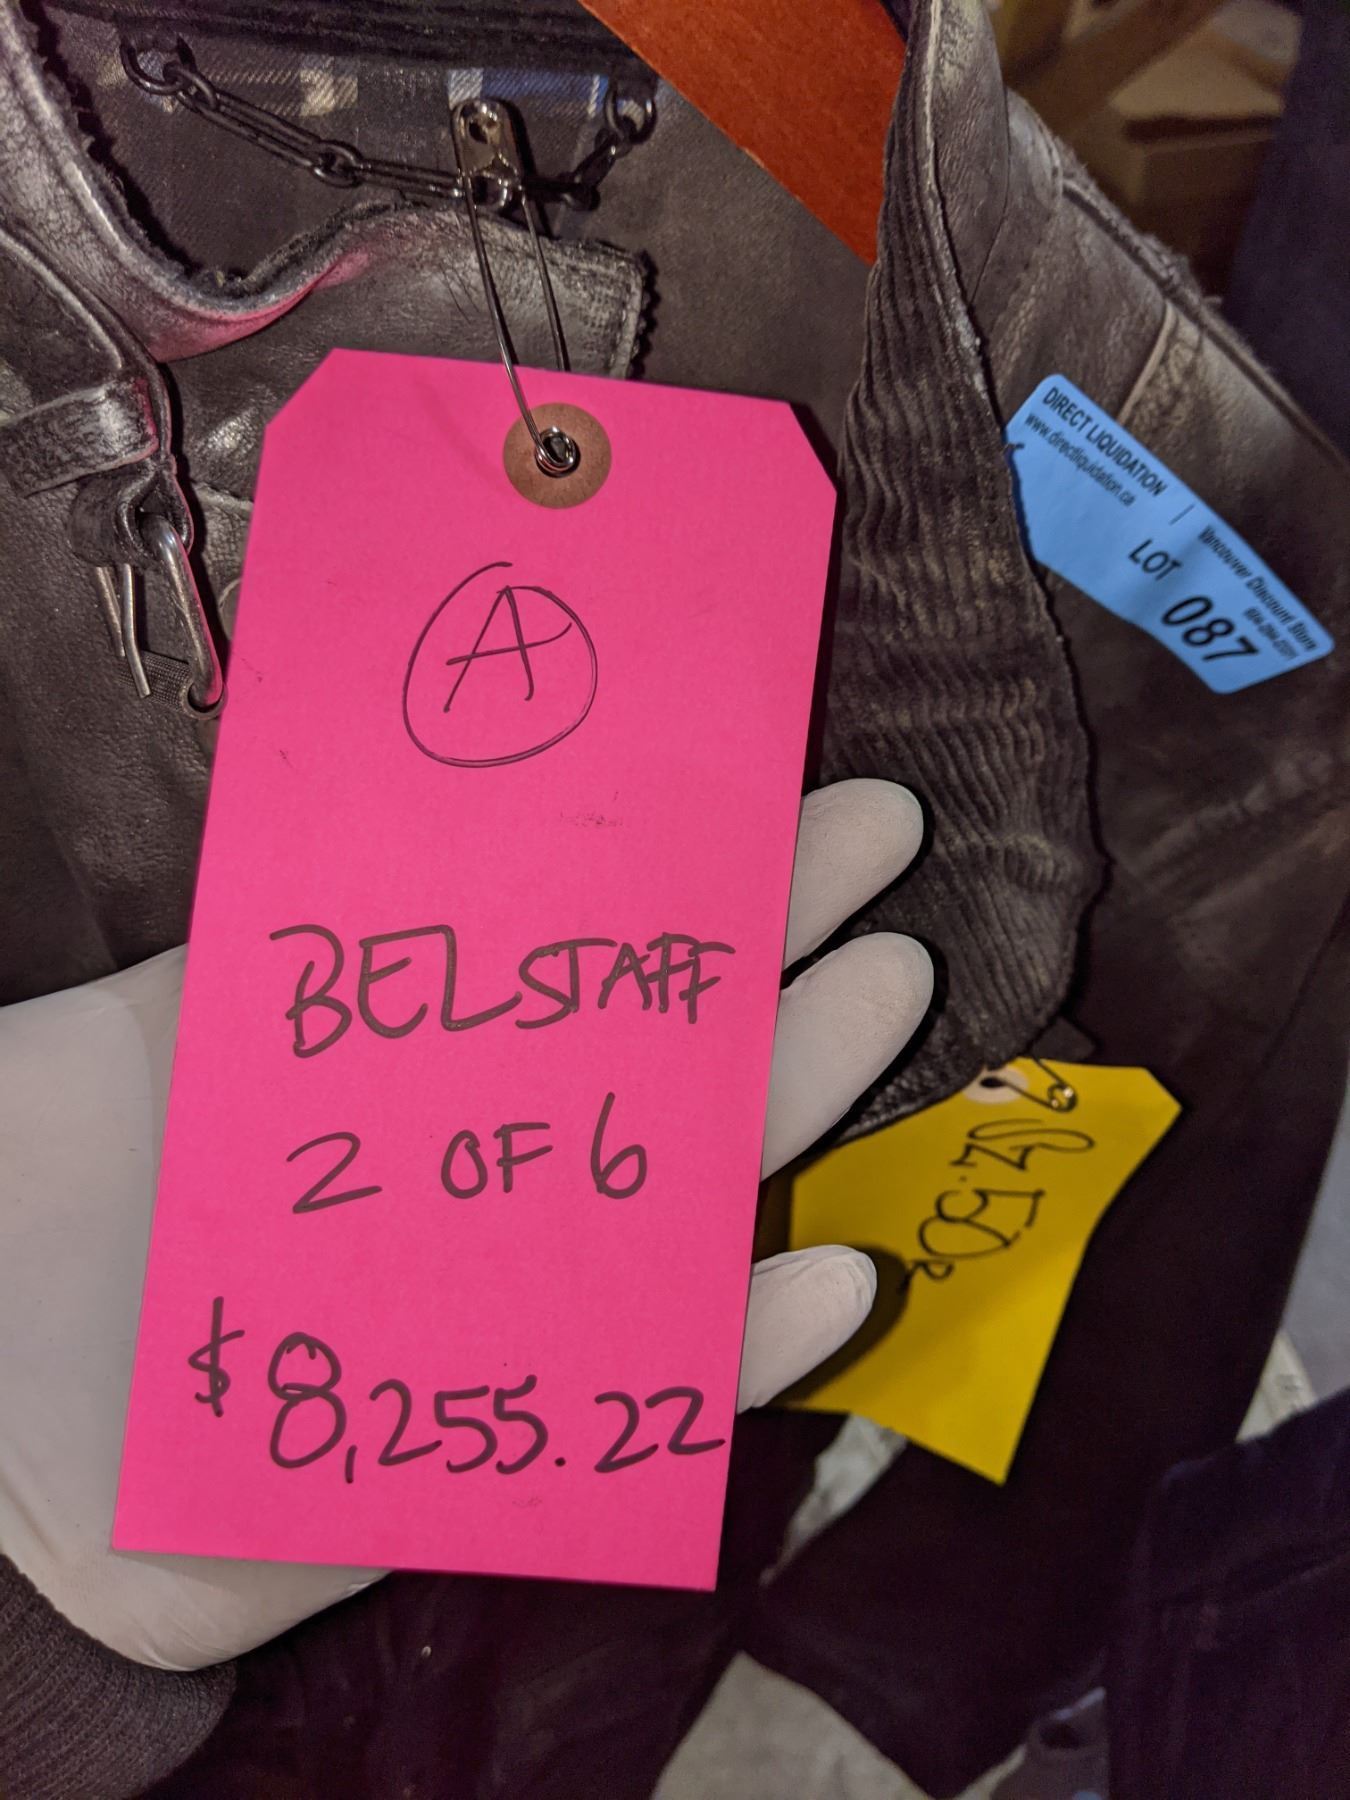 A
BELSTAFF
2 OF 6
$8,255.22
DIRECT LIQUIDATION
www.directliquidation.ca
Vancouver Discount Store
LOT
087